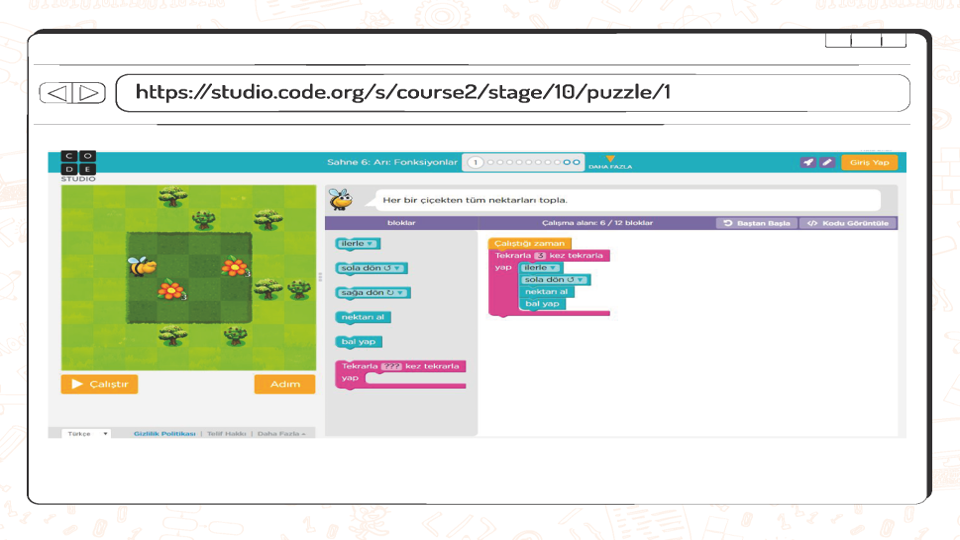 https://studio.code.org/s/course2/stage/10/puzzle/1
C O
D E
STUDIO
Sahne 6: Arı: Fonksiyonlar
1
DAHA FAZLA
Giriş Yap
Her bir çiçekten tüm nektarları topla.
bloklar
Çalışma alanı: 6 / 12 bloklar
Baştan Başla
</> Kodu Görüntüle
3
3
Çalıştır
Adım
ilerle
sola dön
sağa dön
nektarı al
bal yap
Tekrarla ??? kez tekrarla
yap
Çalıştığı zaman
Tekrarla 3 kez tekrarla
yap ilerle
sola dön
nektarı al
bal yap
Türkçe
Gizlilik Politikası | Telif Hakkı | Daha Fazla